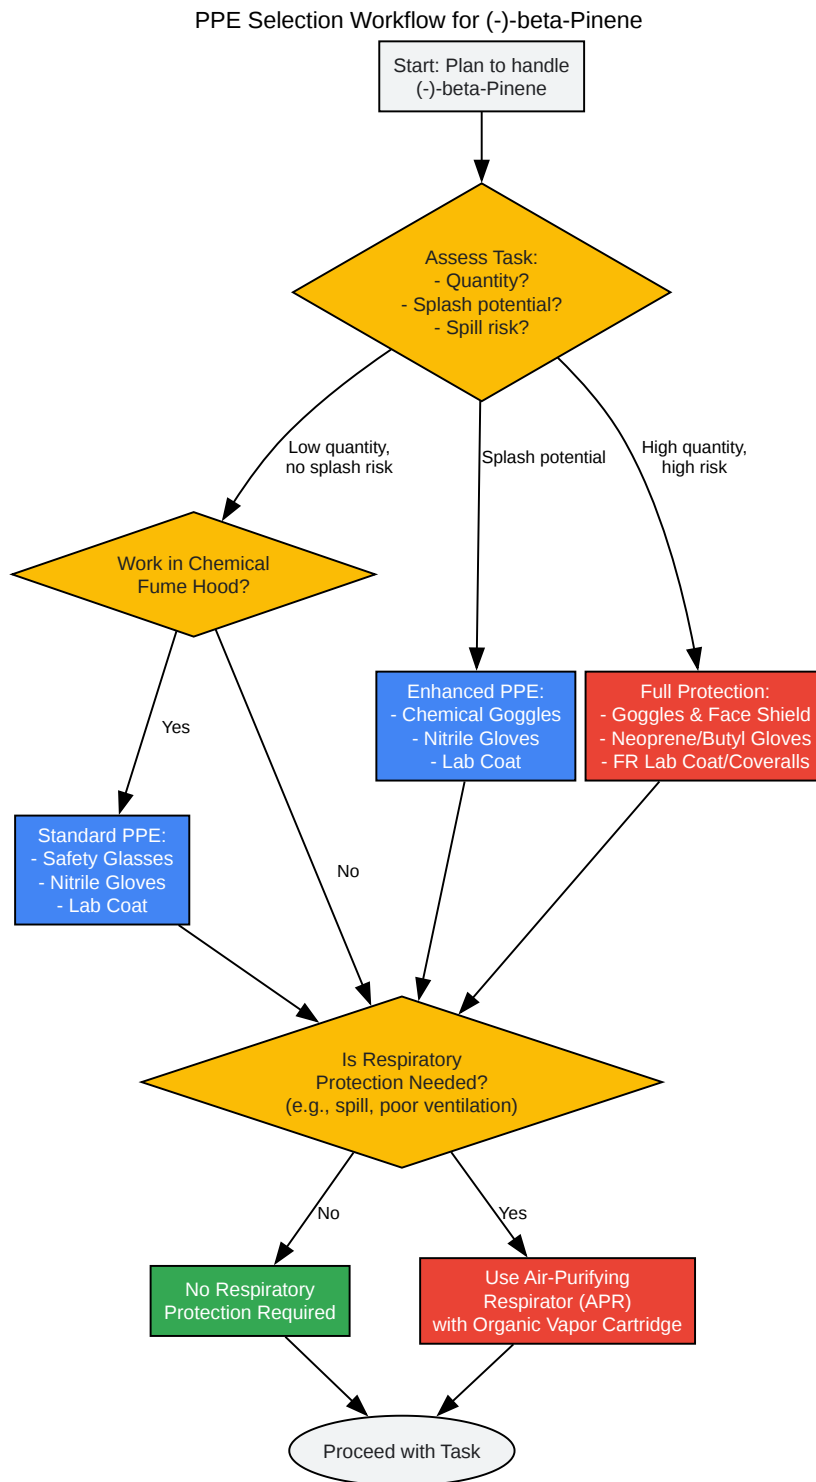 PPE Selection Workflow for (-)-beta-Pinene
Start: Plan to handle
(-)-beta-Pinene
Assess Task:
- Quantity?
- Splash potential?
- Spill risk?
Low quantity,
no splash risk
Splash potential
High quantity,
high risk
Work in Chemical
Fume Hood?
Yes
No
Enhanced PPE:
- Chemical Goggles
- Nitrile Gloves
- Lab Coat
Full Protection:
- Goggles & Face Shield
- Neoprene/Butyl Gloves
- FR Lab Coat/Coveralls
Standard PPE:
- Safety Glasses
- Nitrile Gloves
- Lab Coat
Is Respiratory
Protection Needed?
(e.g., spill, poor ventilation)
No
Yes
No Respiratory
Protection Required
Use Air-Purifying
Respirator (APR)
with Organic Vapor Cartridge
Proceed with Task